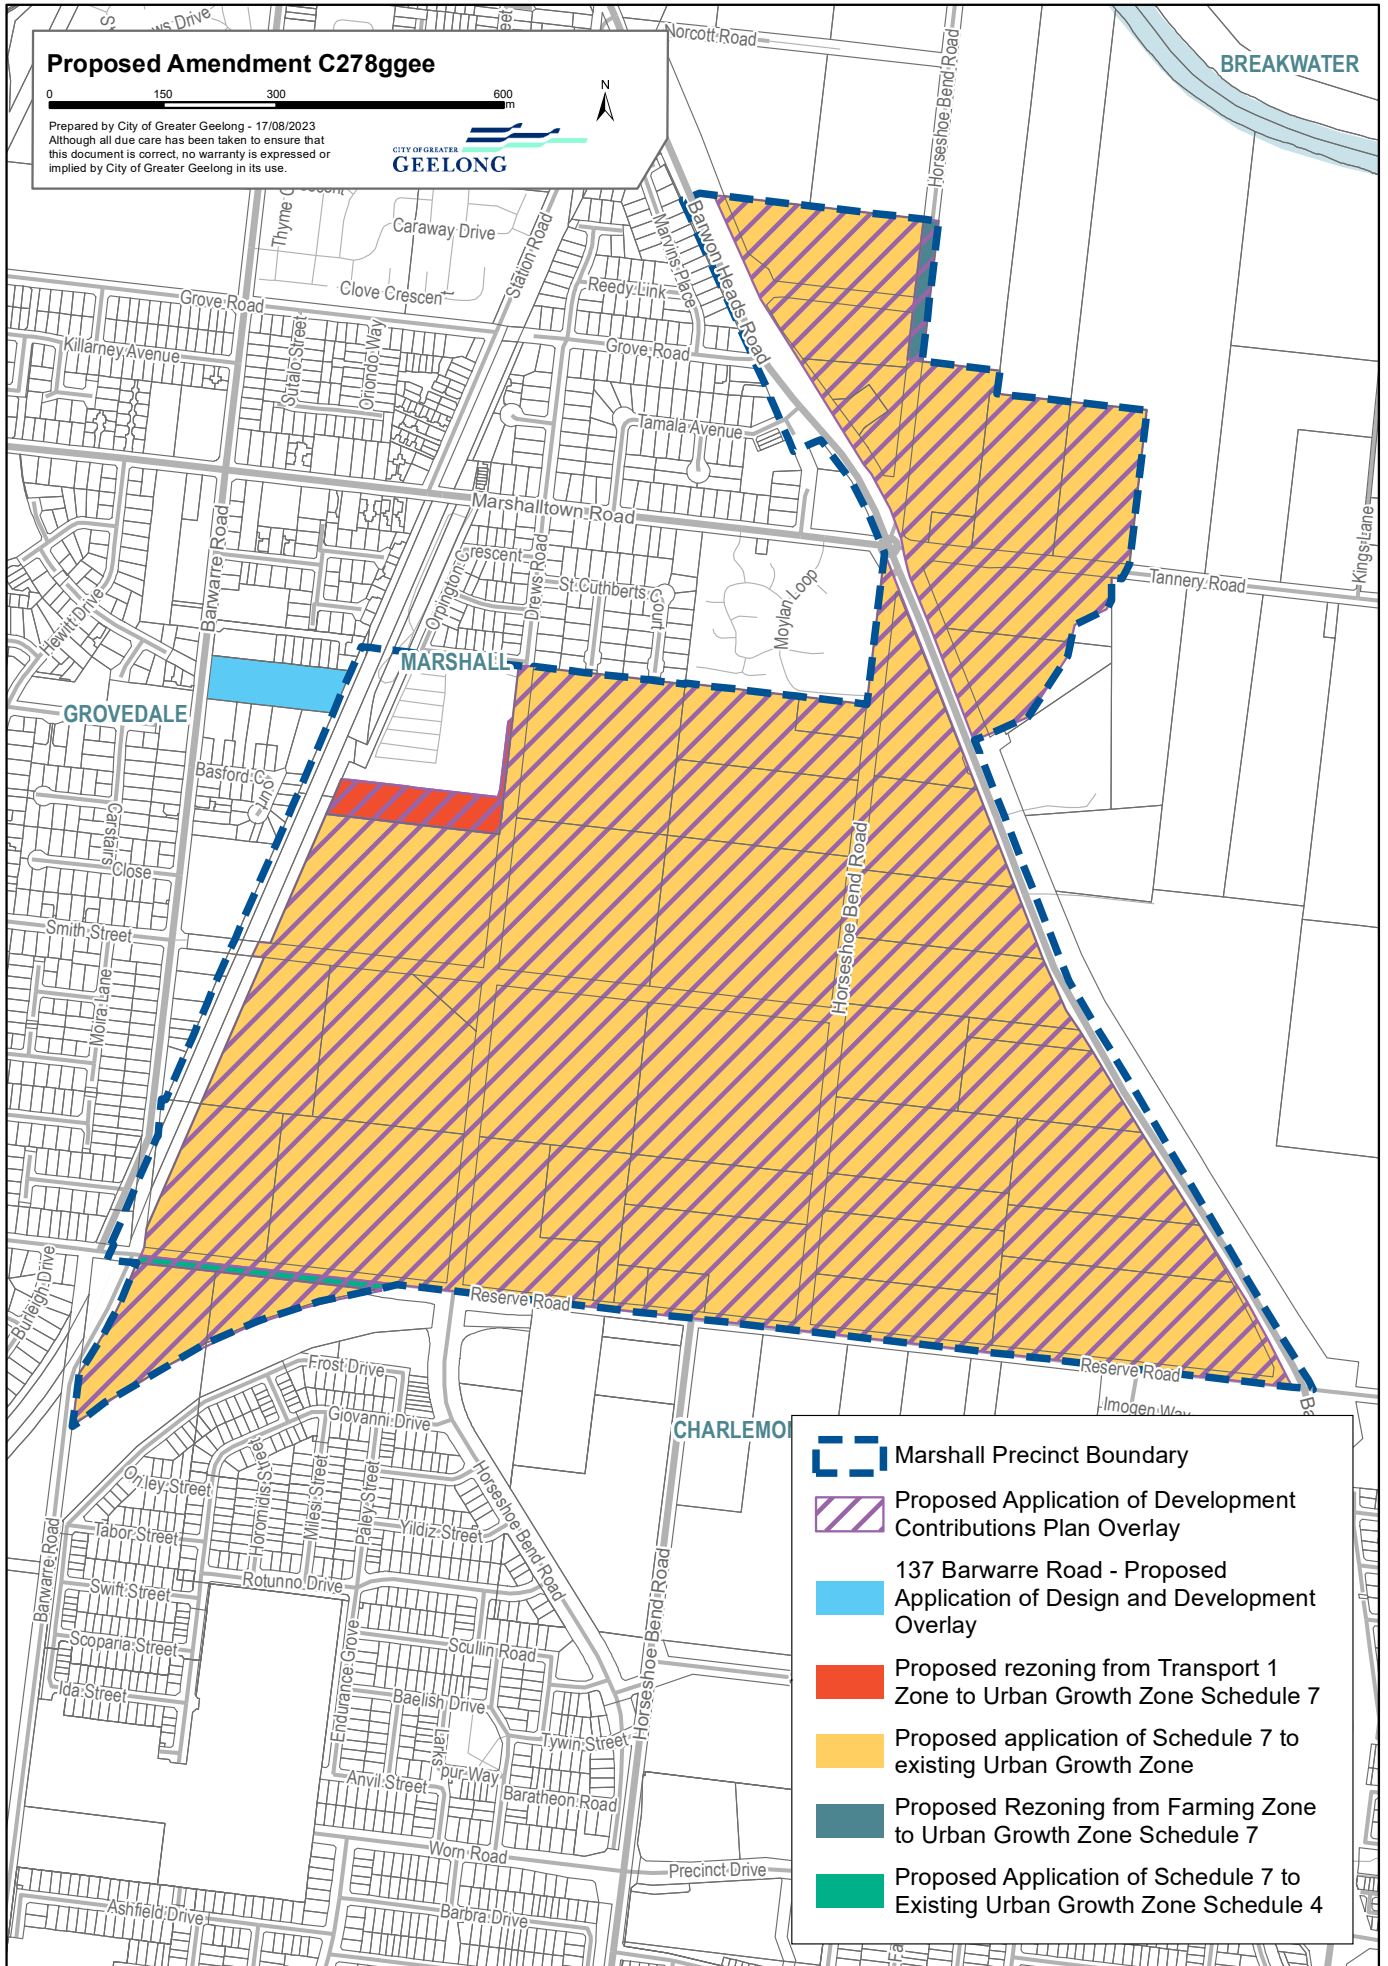 Proposed Amendment C278ggee
0 150 300 600
m
N
Prepared by City of Greater Geelong - 17/08/2023
Although all due care has been taken to ensure that
this document is correct, no warranty is expressed or
implied by City of Greater Geelong in its use.
CITY OF GREATER
GEELONG
Norcott Road
BREAKWATER
Horseshoe Bend Road
Caraway Drive
Station Road
Marvins Place
Barwon Heads Road
Clove Crescent
Reedy Link
Grove Road
Grove Road
Killarney Avenue
Sutalo Street
Oriondo Way
Tamala Avenue
Marshalltown Road
Barwarre Road
Orpington Crescent
Drews Road
St Cuthberts Court
Moylan Loop
Tannery Road
Kings Lane
Hewitt Drive
MARSHALL
GROVEDALE
Basford Court
Carstairs
Close
Horseshoe Bend Road
Smith Street
Moira Lane
Burleigh Drive
Reserve Road
Reserve Road
Imogen Way
Ba
Frost Drive
Giovanni Drive
CHARLEMO
Oriley Street
Horomidis Street
Milesi Street
Paley Street
Horseshoe Bend Road
Tabor Street
Yildiz Street
Barwarre Road
Swift Street
Rotunno Drive
Horseshoe Bend Road
Scoparia Street
Scullin Road
Ida Street
Endurance Grove
Baelish Drive
Larkspur Way
Tywin Street
Anvil Street
Baratheon Road
Worn Road
Precinct Drive
Ashfield Drive
Barbra Drive
Fa
Marshall Precinct Boundary
Proposed Application of Development
Contributions Plan Overlay
137 Barwarre Road - Proposed
Application of Design and Development
Overlay
Proposed rezoning from Transport 1
Zone to Urban Growth Zone Schedule 7
Proposed application of Schedule 7 to
existing Urban Growth Zone
Proposed Rezoning from Farming Zone
to Urban Growth Zone Schedule 7
Proposed Application of Schedule 7 to
Existing Urban Growth Zone Schedule 4